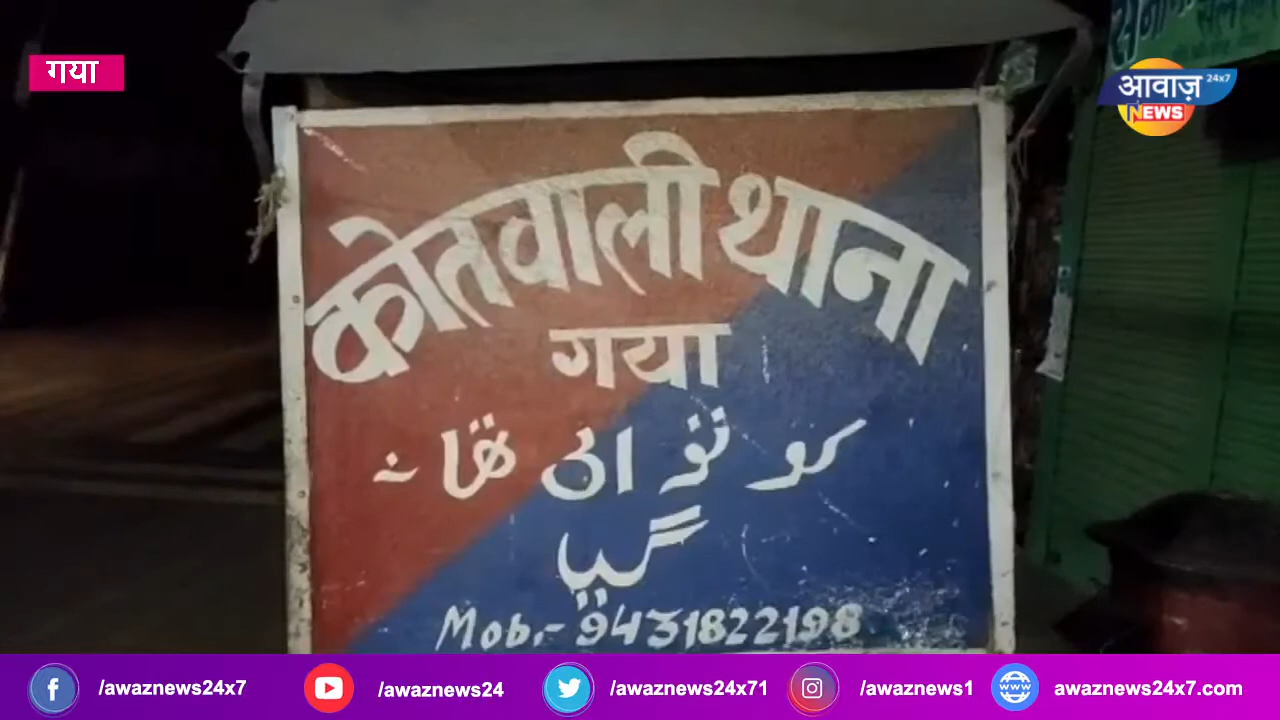 गया
आवाज़ 24x7
NEWS
कोतवाली थाना
गया
کوتوالی تھانہ
گیا
Mob:- 9431822198
/awaznews24x7
/awaznews24
/awaznews24x71
/awaznews1
awaznews24x7.com